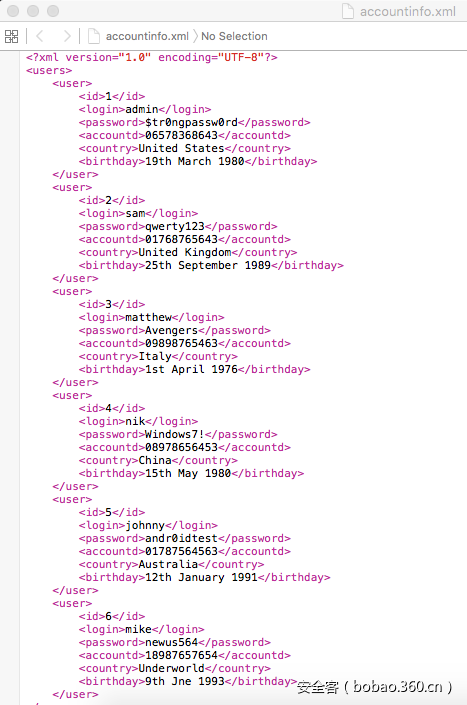 accountinfo.xml
accountinfo.xml No Selection
<?xml version="1.0" encoding="UTF-8"?>
<users>
<user>
<id>1</id>
<login>admin</login>
<password>$tr0ngpassw0rd</password>
<accountd>06578368643</accountd>
<country>United States</country>
<birthday>19th March 1980</birthday>
</user>
<user>
<id>2</id>
<login>sam</login>
<password>qwerty123</password>
<accountd>01768765643</accountd>
<country>United Kingdom</country>
<birthday>25th September 1989</birthday>
</user>
<user>
<id>3</id>
<login>matthew</login>
<password>Avengers</password>
<accountd>09898765463</accountd>
<country>Italy</country>
<birthday>1st April 1976</birthday>
</user>
<user>
<id>4</id>
<login>nik</login>
<password>Windows7!</password>
<accountd>08978656453</accountd>
<country>China</country>
<birthday>15th May 1980</birthday>
</user>
<user>
<id>5</id>
<login>johnny</login>
<password>andr0idtest</password>
<accountd>01787564563</accountd>
<country>Australia</country>
<birthday>12th January 1991</birthday>
</user>
<user>
<id>6</id>
<login>mike</login>
<password>newus564</password>
<accountd>18987657654</accountd>
<country>Underworld</country>
<birthday>9th Jne 1993</birthday>
</user>
安全客（bobao.360.cn）